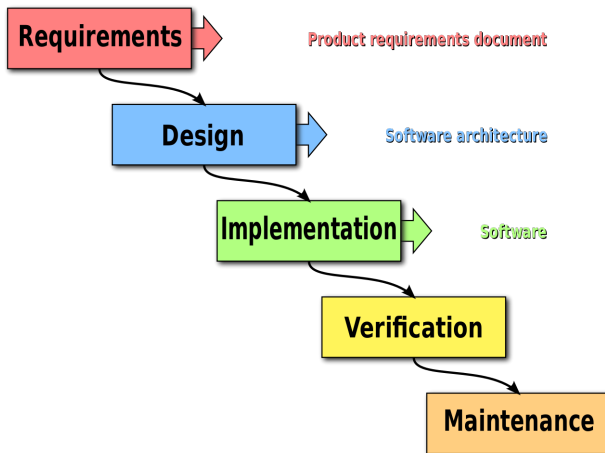 Requirements
Product requirements document
Design
Software architecture
Implementation
Software
Verification
Maintenance